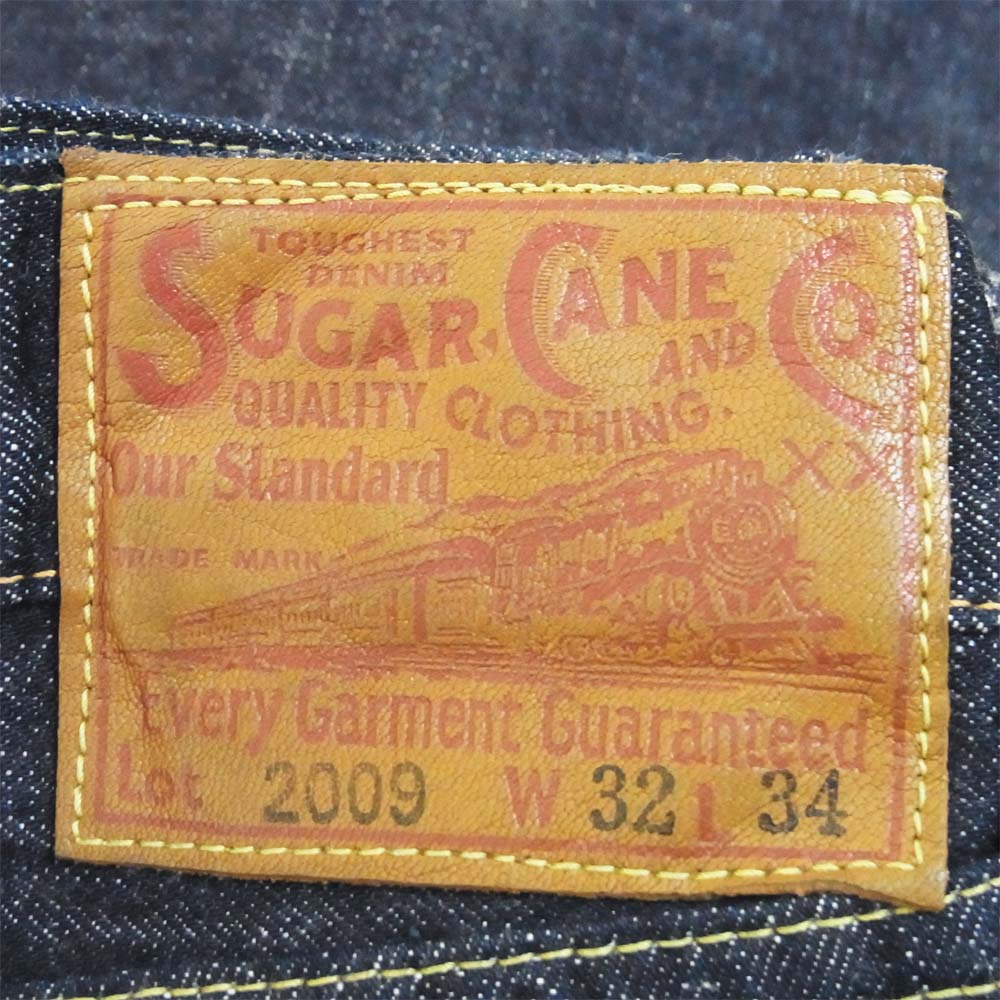 TOUGHEST
DENIM
SUGAR·CANE CO.
AND
QUALITY CLOTHING.
Our Standard
XX
TRADE MARK
Every Garment Guaranteed
Lot 2009 W 32 L 34